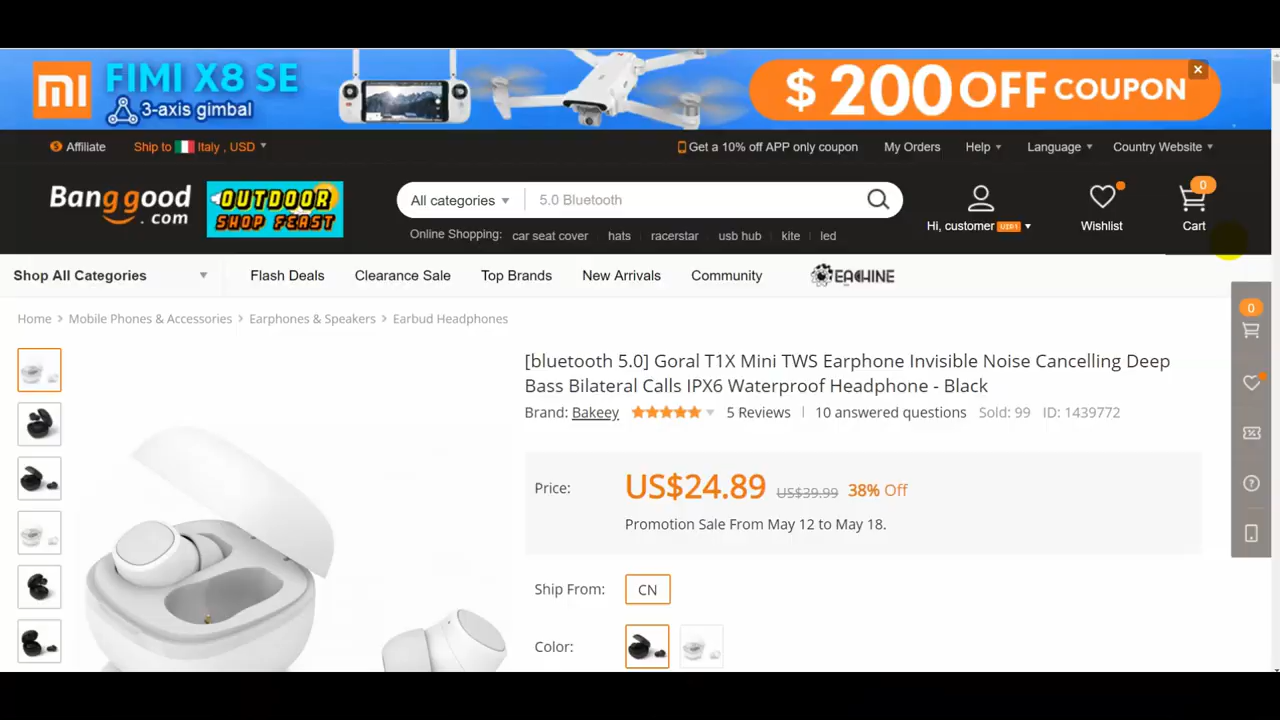 FIMI X8 SE
3-axis gimbal
$ 200 OFF COUPON
Affiliate
Ship to Italy , USD
Get a 10% off APP only coupon
My Orders
Help
Language
Country Website
Banggood
.com
OUTDOOR
SHOP FEAST
All categories
5.0 Bluetooth
Online Shopping: car seat cover hats racerstar usb hub kite led
Hi, customer
Wishlist
0
Cart
Shop All Categories
Flash Deals
Clearance Sale
Top Brands
New Arrivals
Community
EACHINE
0
Home > Mobile Phones & Accessories > Earphones & Speakers > Earbud Headphones
[bluetooth 5.0] Goral T1X Mini TWS Earphone Invisible Noise Cancelling Deep
Bass Bilateral Calls IPX6 Waterproof Headphone - Black
Brand: Bakeey 5 Reviews | 10 answered questions Sold: 99 ID: 1439772
Price: US$24.89 US$39.99 38% Off
Promotion Sale From May 12 to May 18.
Ship From: CN
Color: